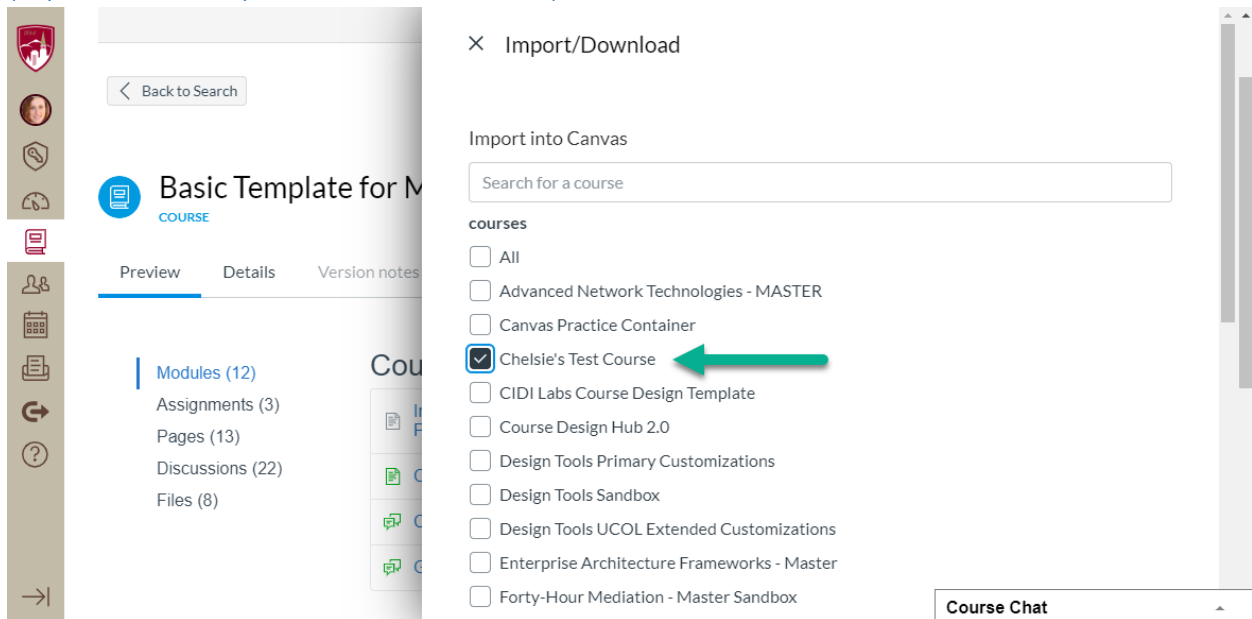 Import/Download
Back to Search
Import into Canvas
Search for a course
Basic Template for M
COURSE
courses
All
Preview Details Version notes
Advanced Network Technologies - MASTER
Canvas Practice Container
Chelsie's Test Course
Modules (12)
Assignments (3)
Pages (13)
Discussions (22)
Files (8)
Cou
CIDI Labs Course Design Template
Course Design Hub 2.0
Design Tools Primary Customizations
Design Tools Sandbox
Design Tools UCOL Extended Customizations
Enterprise Architecture Frameworks - Master
Forty-Hour Mediation - Master Sandbox
Course Chat